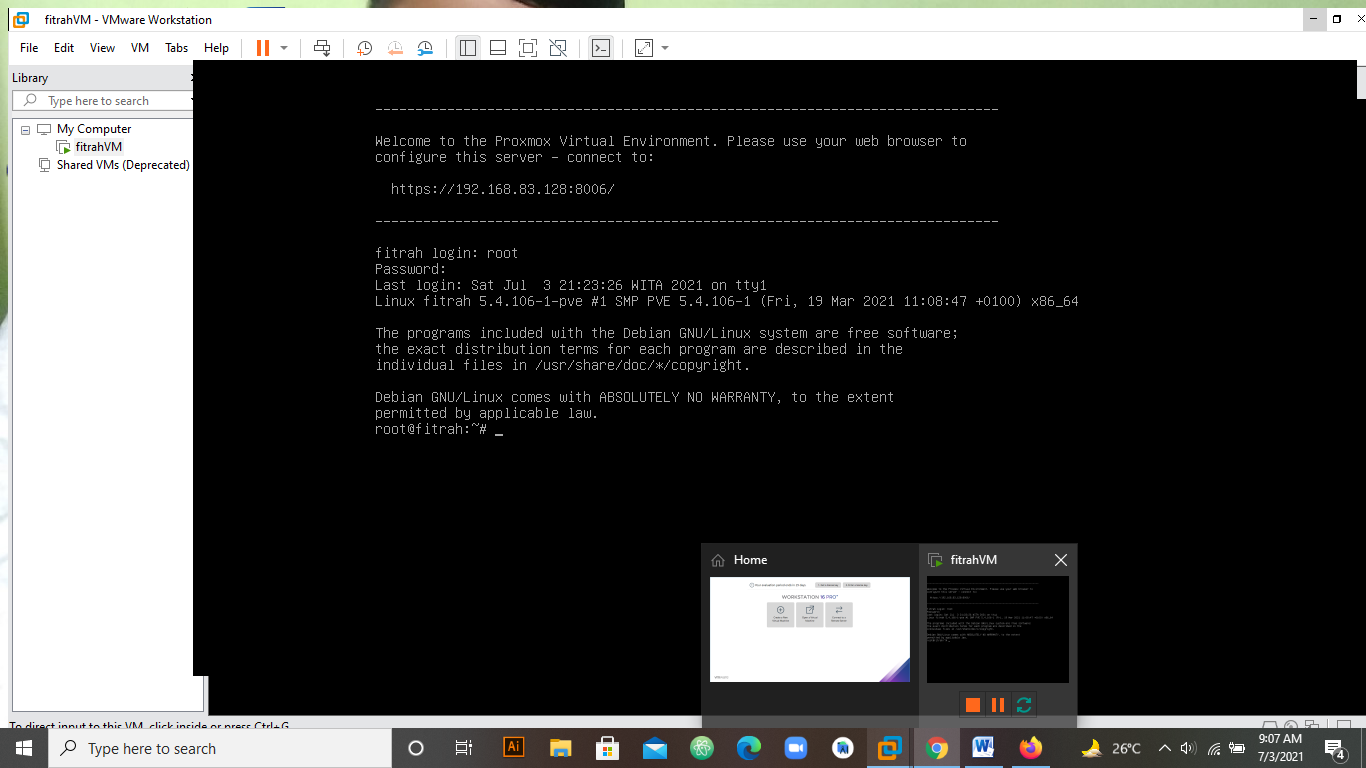 fitrahVM - VMware Workstation
File Edit View VM Tabs Help
Library
Type here to search
My Computer
fitrahVM
Shared VMs (Deprecated)
------------------------------------------------------------------------------
Welcome to the Proxmox Virtual Environment. Please use your web browser to
configure this server - connect to:
https://192.168.83.128:8006/
------------------------------------------------------------------------------
fitrah login: root
Password:
Last login: Sat Jul  3 21:23:26 WITA 2021 on tty1
Linux fitrah 5.4.106-1-pve #1 SMP PVE 5.4.106-1 (Fri, 19 Mar 2021 11:08:47 +0100) x86_64
The programs included with the Debian GNU/Linux system are free software;
the exact distribution terms for each program are described in the
individual files in /usr/share/doc/*/copyright.
Debian GNU/Linux comes with ABSOLUTELY NO WARRANTY, to the extent
permitted by applicable law.
root@fitrah:~# _
Home
fitrahVM
WORKSTATION 16 PRO
To direct input to this VM, click inside or press Ctrl+G
Type here to search
Ai
W
26°C
9:07 AM
7/3/2021
4